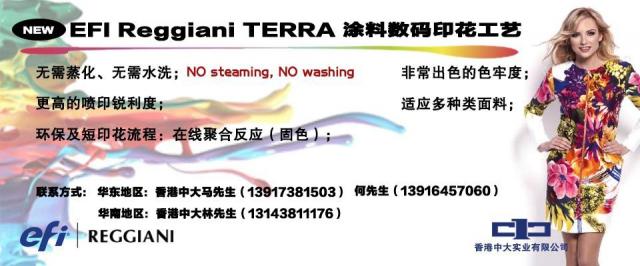 NEW EFI Reggiani TERRA 涂料数码印花工艺
无需蒸化、无需水洗；NO steaming, NO washing
非常出色的色牢度；
更高的喷印锐利度；
适应多种类面料；
环保及短印花流程：在线聚合反应（固色）；
联系方式： 华东地区：香港中大马先生（13917381503） 何先生（13916457060）
华南地区：香港中大林先生（13143811176）
efi REGGIANI
香港中大实业有限公司